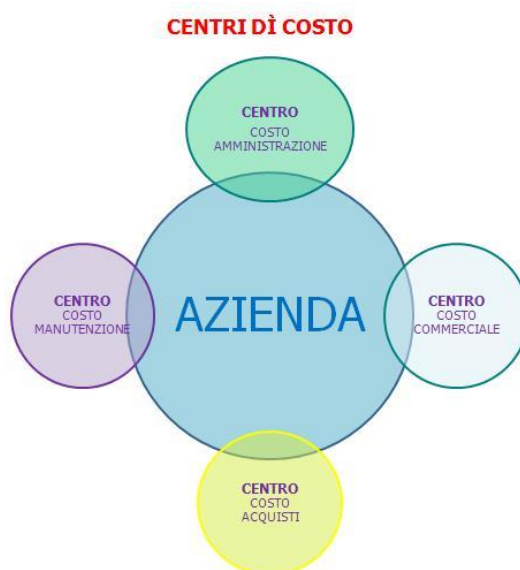 CENTRI DÌ COSTO
CENTRO
COSTO
AMMINISTRAZIONE
CENTRO
COSTO
MANUTENZIONE
AZIENDA
CENTRO
COSTO
COMMERCIALE
CENTRO
COSTO
ACQUISTI